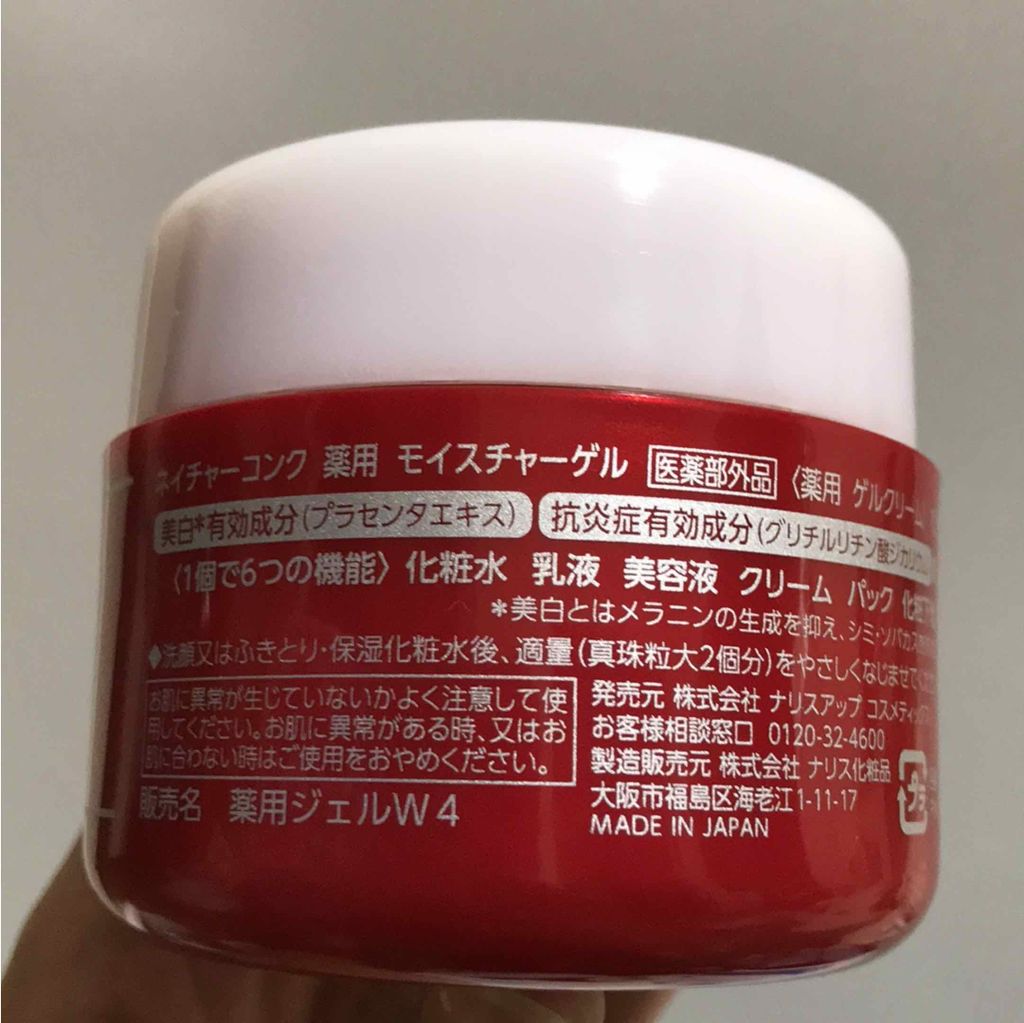 ネイチャーコンク 薬用 モイスチャーゲル 医薬部外品 〈薬用 ゲルクリーム
美白*有効成分(プラセンタエキス) 抗炎症有効成分(グリチルリチン酸ジカリウム
〈1個で6つの機能〉化粧水 乳液 美容液 クリーム パック 化粧下
*美白とはメラニンの生成を抑え、シミ・ソバカス
◆洗顔又はふきとり・保湿化粧水後、適量(真珠粒大2個分)をやさしくなじませてく
お肌に異常が生じていないかよく注意して使
用してください。お肌に異常がある時、又はお
肌に合わない時はご使用をおやめください。
販売名 薬用ジェルW4
発売元 株式会社 ナリスアップ コスメティック
お客様相談窓口 0120-32-4600
製造販売元 株式会社 ナリス化粧品
大阪市福島区海老江1-11-17
MADE IN JAPAN
プラ